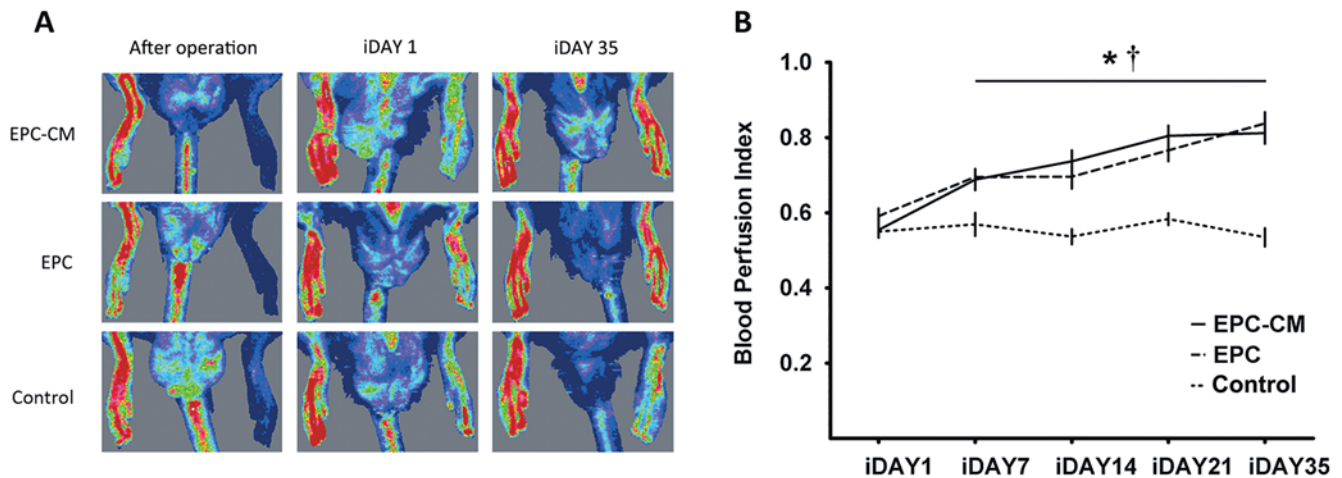 A
After operation
iDAY 1
iDAY 35
EPC-CM
EPC
Control
B
* †
1.0
0.8
0.6
0.4
0.2
Blood Perfusion Index
EPC-CM
EPC
Control
iDAY1
iDAY7
iDAY14
iDAY21
iDAY35